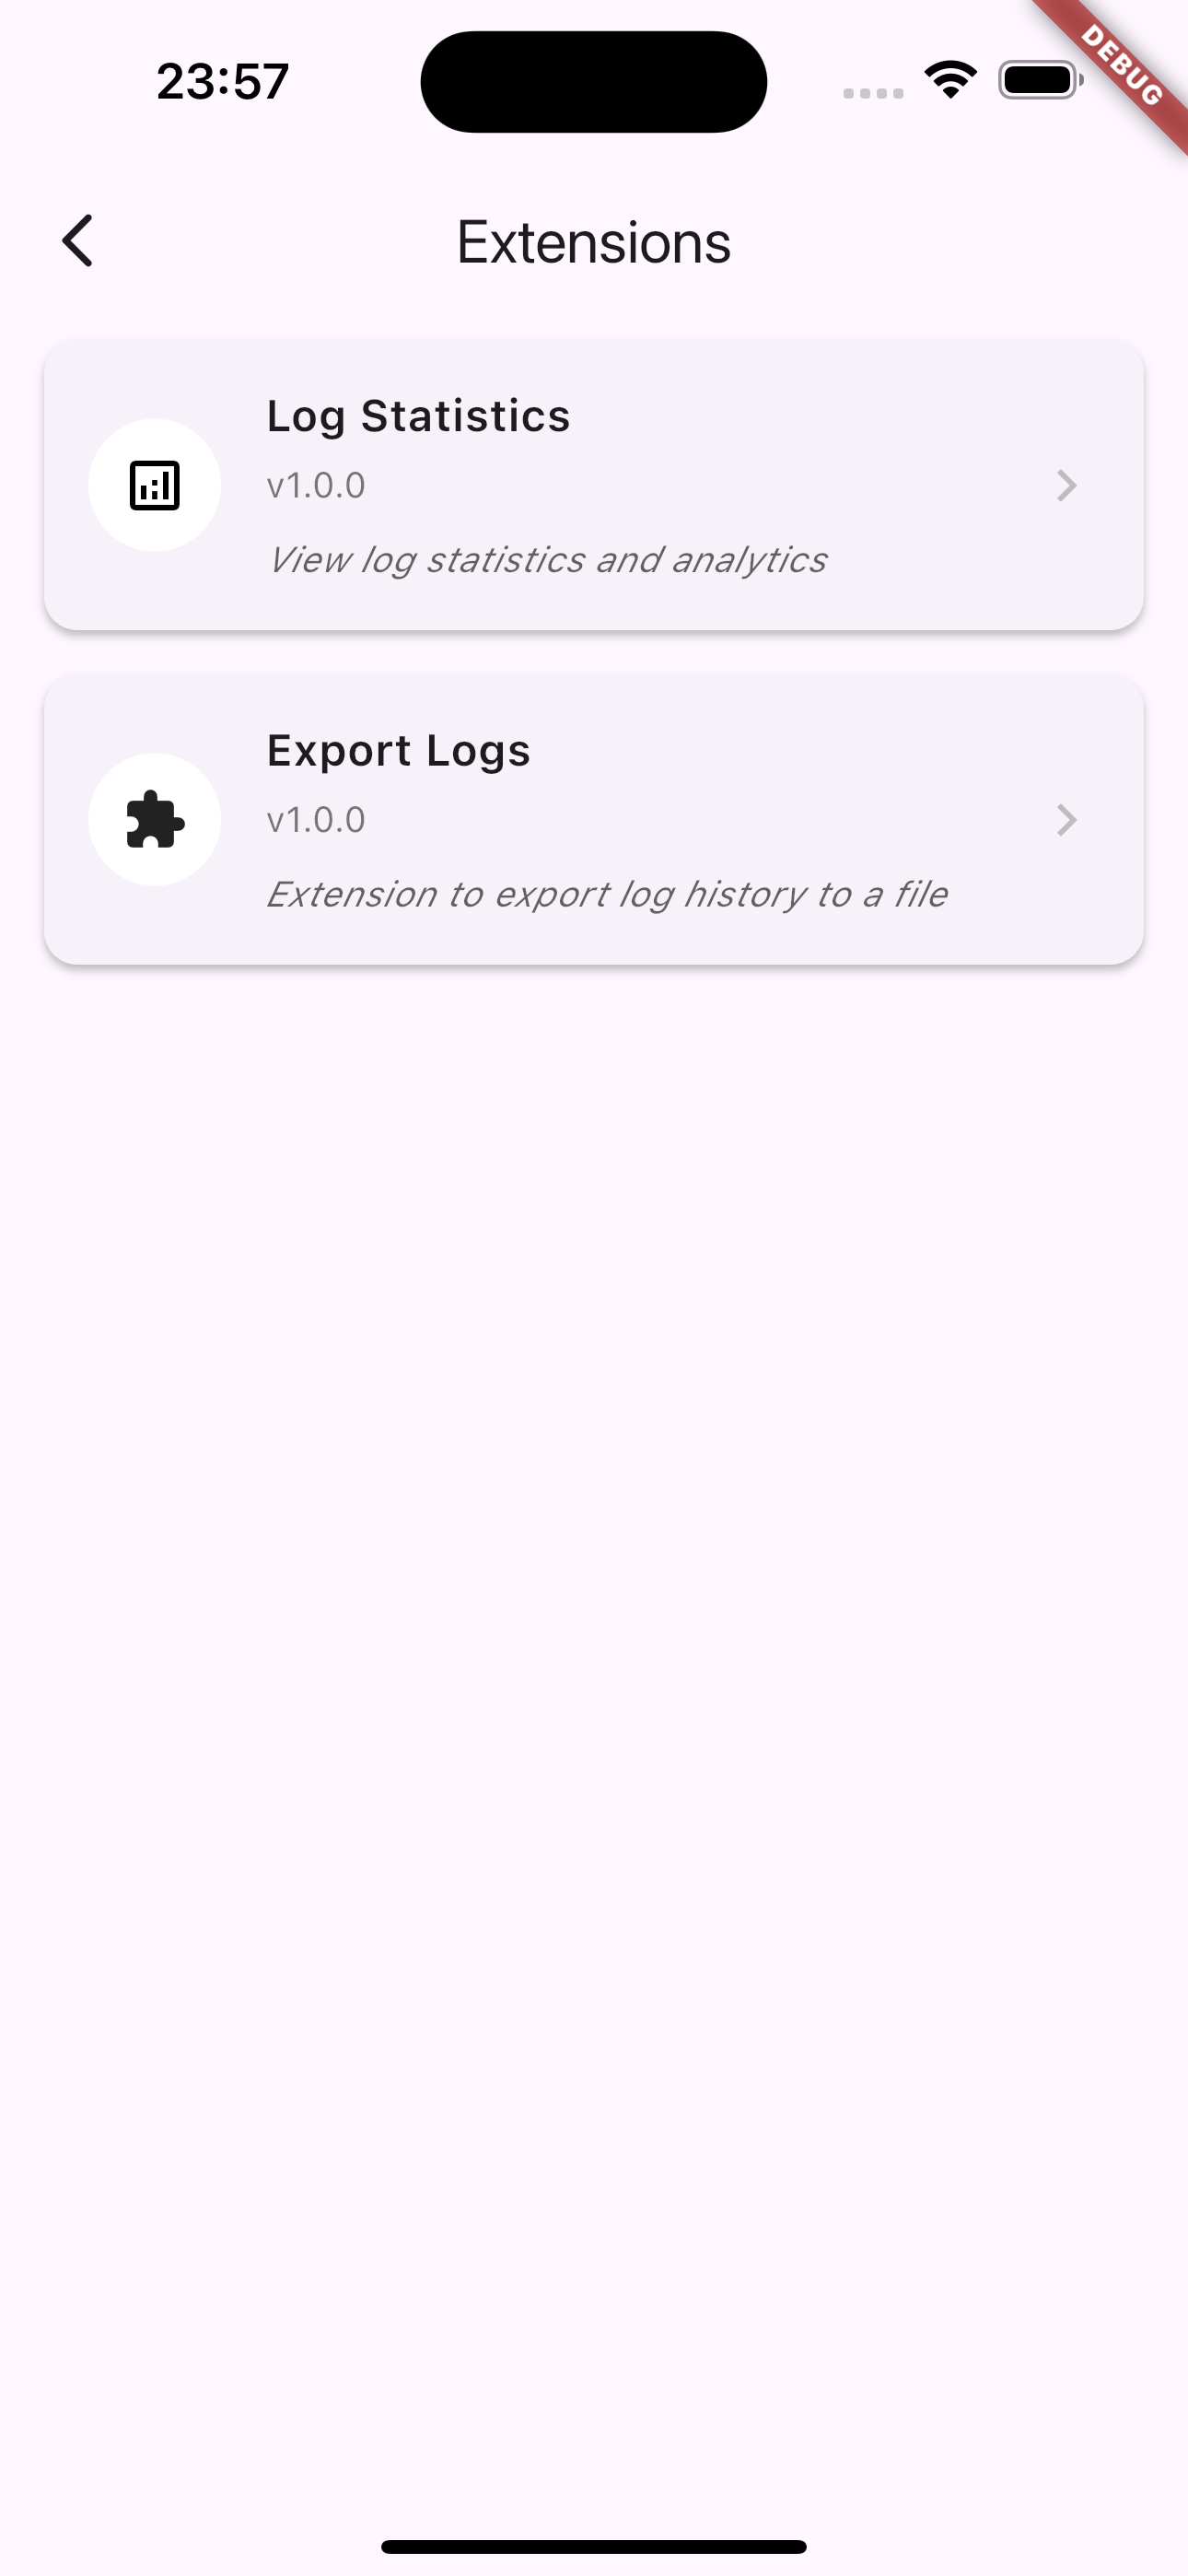 23:57
DEBUG
Extensions
Log Statistics
v1.0.0
View log statistics and analytics
Export Logs
v1.0.0
Extension to export log history to a file